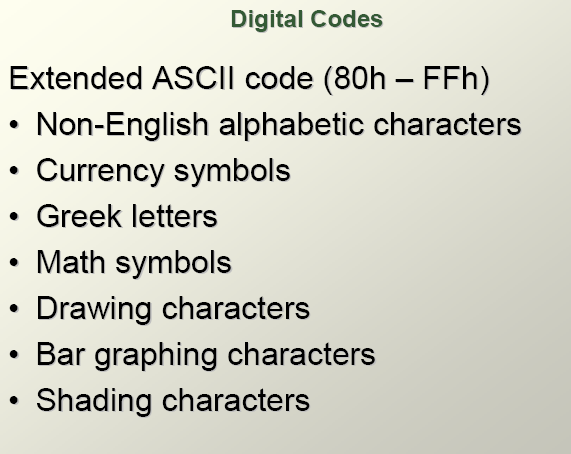 Digital Codes
Extended ASCII code (80h – FFh)
• Non-English alphabetic characters
• Currency symbols
• Greek letters
• Math symbols
• Drawing characters
• Bar graphing characters
• Shading characters